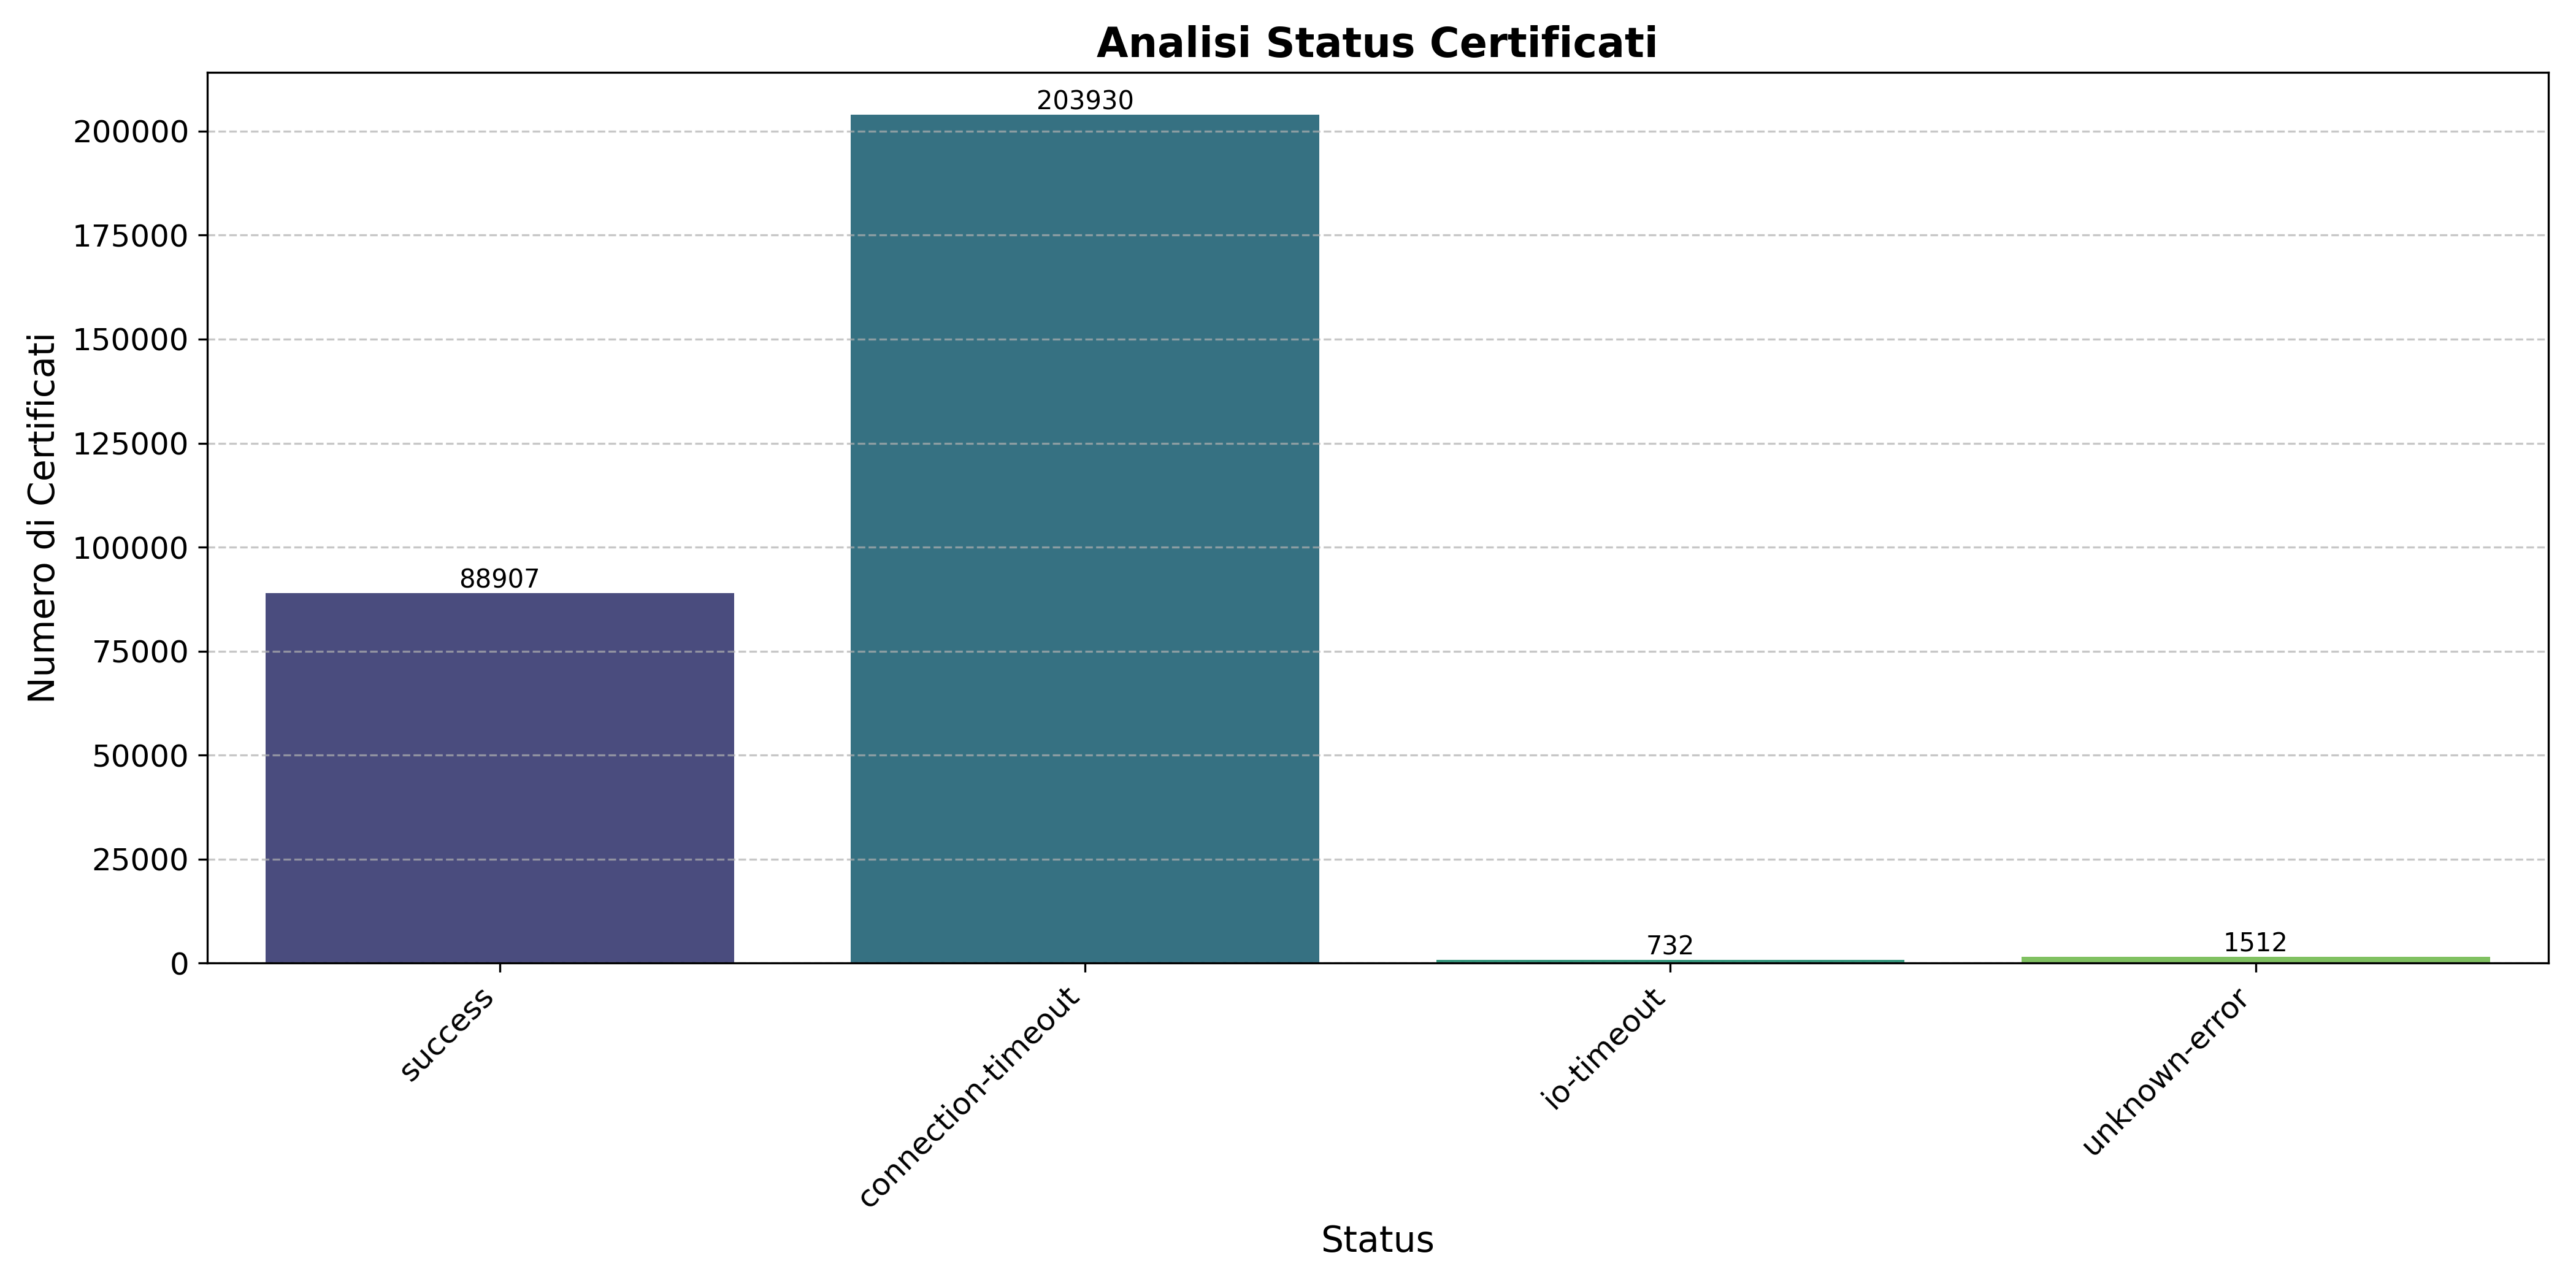 Analisi Status Certificati
Numero di Certificati
200000
175000
150000
125000
100000
75000
50000
25000
0
88907
203930
732
1512
success
connection-timeout
io-timeout
unknown-error
Status